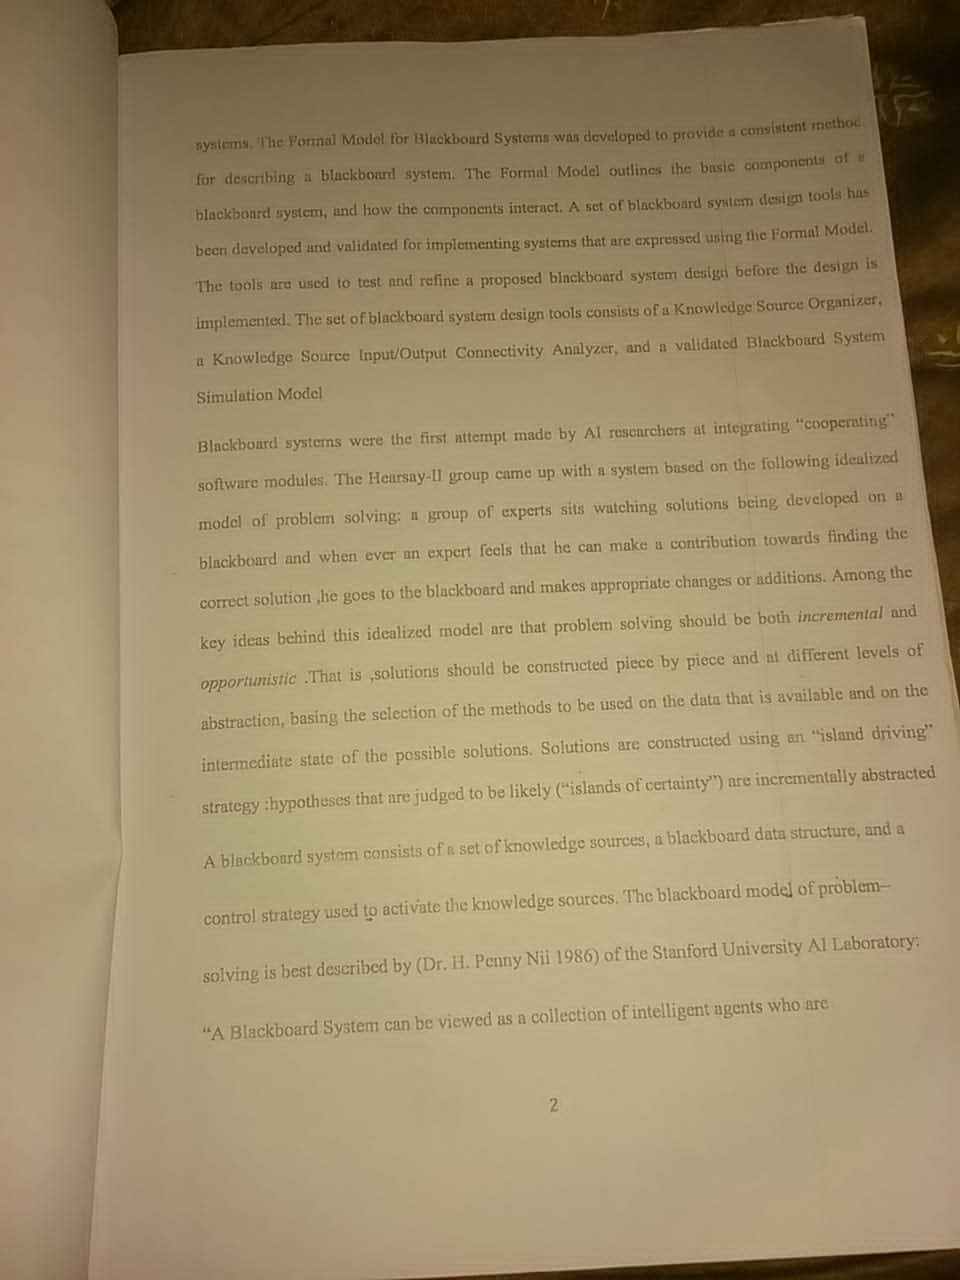 systems. The Formal Model for Blackboard Systems was developed to provide a consistent method
for describing a blackboard system. The Formal Model outlines the basic components of a
blackboard system, and how the components interact. A set of blackboard system design tools has
been developed and validated for implementing systems that are expressed using the Formal Model.
The tools are used to test and refine a proposed blackboard system design before the design is
implemented. The set of blackboard system design tools consists of a Knowledge Source Organizer,
a Knowledge Source Input/Output Connectivity Analyzer, and a validated Blackboard System
Simulation Model
Blackboard systems were the first attempt made by AI researchers at integrating “cooperating”
software modules. The Hearsay-II group came up with a system based on the following idealized
model of problem solving: a group of experts sits watching solutions being developed on a
blackboard and when ever an expert feels that he can make a contribution towards finding the
correct solution ,he goes to the blackboard and makes appropriate changes or additions. Among the
key ideas behind this idealized model are that problem solving should be both incremental and
opportunistic .That is ,solutions should be constructed piece by piece and at different levels of
abstraction, basing the selection of the methods to be used on the data that is available and on the
intermediate state of the possible solutions. Solutions are constructed using an “island driving”
strategy :hypotheses that are judged to be likely (“islands of certainty”) are incrementally abstracted
A blackboard system consists of a set of knowledge sources, a blackboard data structure, and a
control strategy used to activate the knowledge sources. The blackboard model of problem–
solving is best described by (Dr. H. Penny Nii 1986) of the Stanford University AI Laboratory:
“A Blackboard System can be viewed as a collection of intelligent agents who are
2